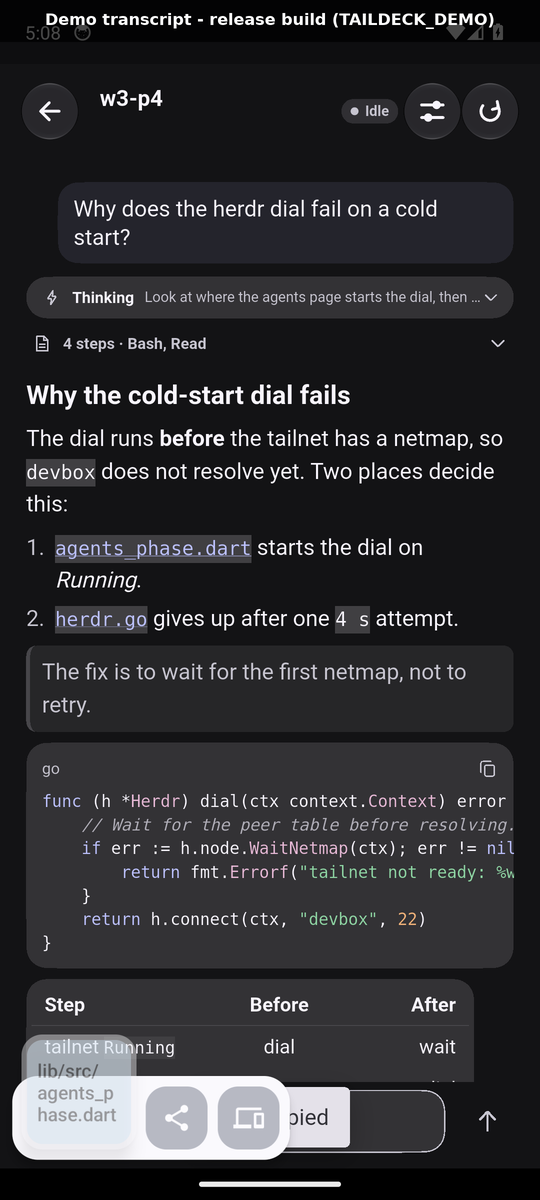 Demo transcript - release build (TAILDECK_DEMO)
5:08
w3-p4
Idle
Why does the herdr dial fail on a cold
start?
Thinking Look at where the agents page starts the dial, then …
4 steps · Bash, Read
Why the cold-start dial fails
The dial runs before the tailnet has a netmap, so
devbox does not resolve yet. Two places decide
this:
1. agents_phase.dart starts the dial on
Running.
2. herdr.go gives up after one 4 s attempt.
The fix is to wait for the first netmap, not to
retry.
go
func (h *Herdr) dial(ctx context.Context) error
// Wait for the peer table before resolving.
if err := h.node.WaitNetmap(ctx); err != nil
return fmt.Errorf("tailnet not ready: %w
}
return h.connect(ctx, "devbox", 22)
}
Step Before After
tailnet Running dial wait
lib/src/
agents_p
hase.dart
pied